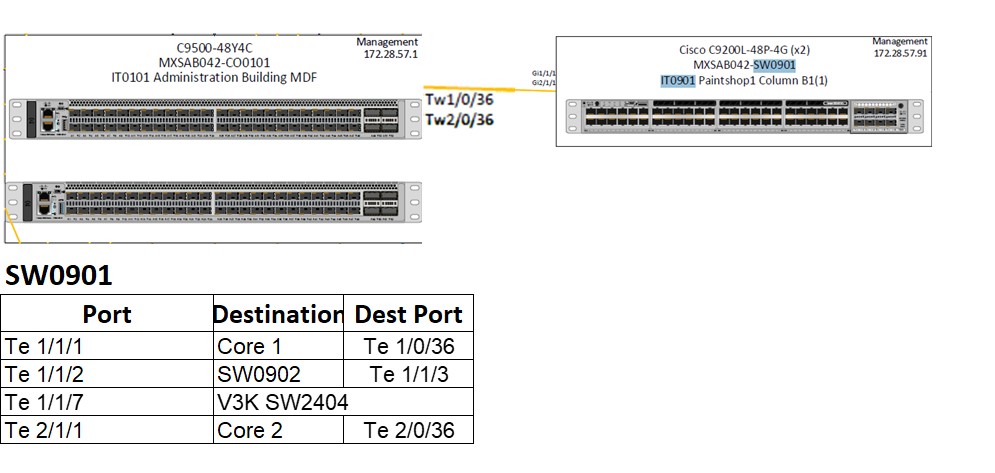 C9500-48Y4C
MXSAB042-CO0101
IT0101 Administration Building MDF
Management
172.28.57.1
Tw1/0/36
Tw2/0/36
Gi1/1/1
Gi2/1/1
Cisco C9200L-48P-4G (x2)
MXSAB042-SW0901
IT0901 Paintshop1 Column B1(1)
Management
172.28.57.91
SW0901
Port Destination Dest Port
Te 1/1/1 Core 1 Te 1/0/36
Te 1/1/2 SW0902 Te 1/1/3
Te 1/1/7 V3K SW2404
Te 2/1/1 Core 2 Te 2/0/36